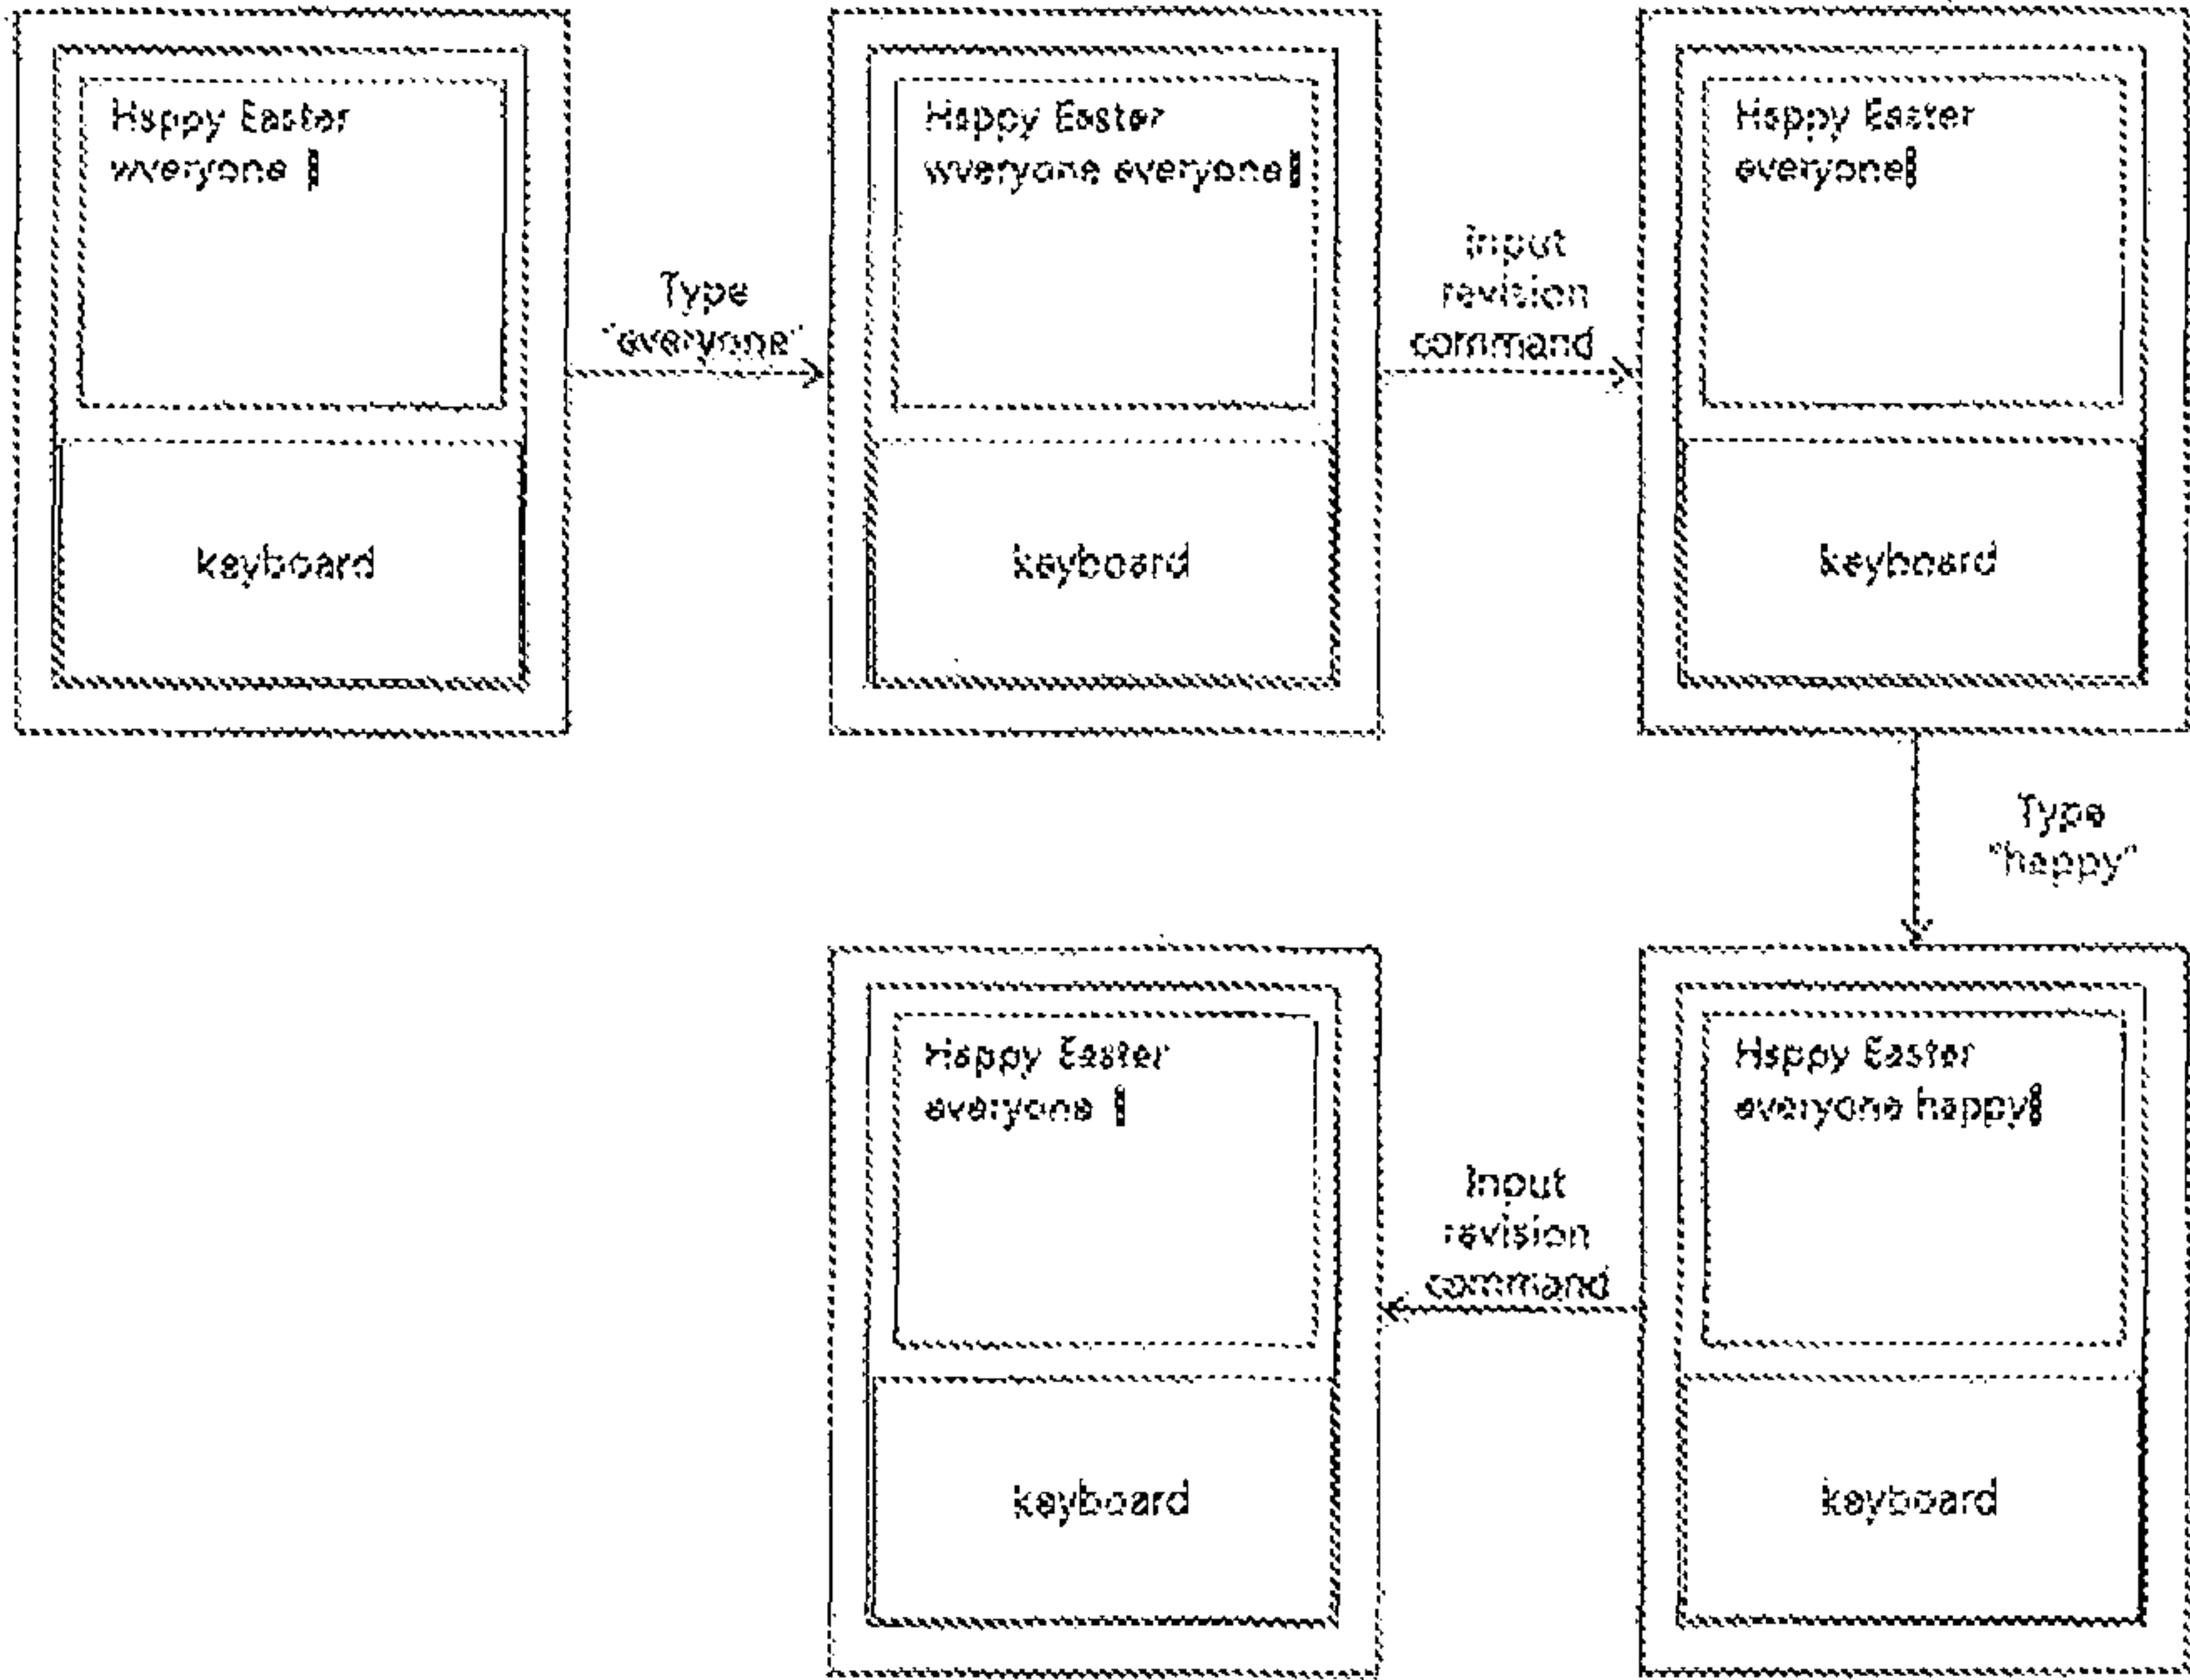 Hsppy Easter
wveryone
keyboard
Type
"everyone"
Hsppy Easter
wveryone everyone
keyboard
Input
revision
command
Hsppy Easter
everyone
keyboard
Type
"happy"
Hsppy Easter
everyone happy
keyboard
Input
revision
command
Happy Easter
everyone
keyboard